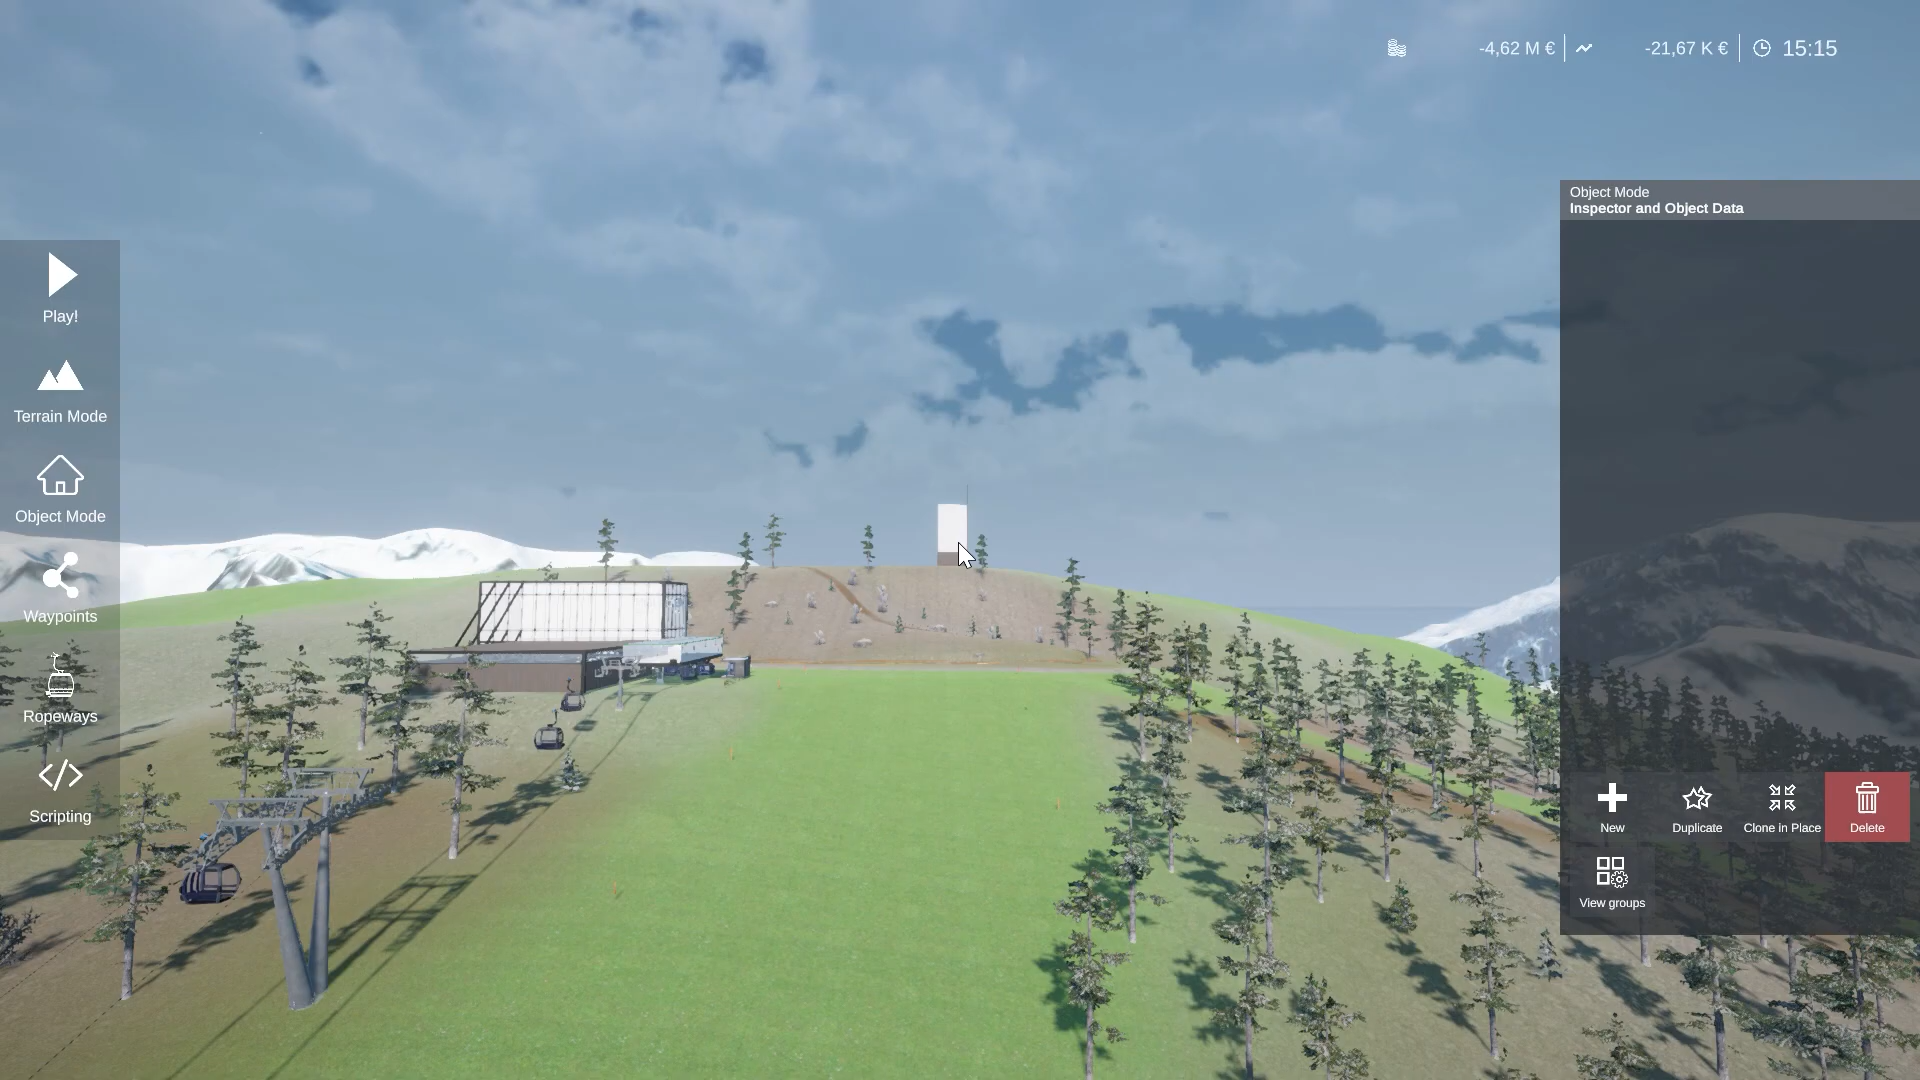 -4,62 M €
-21,67 K €
15:15
Object Mode
Inspector and Object Data
Play!
Terrain Mode
Object Mode
Waypoints
Ropeways
Scripting
New
Duplicate
Clone in Place
Delete
View groups